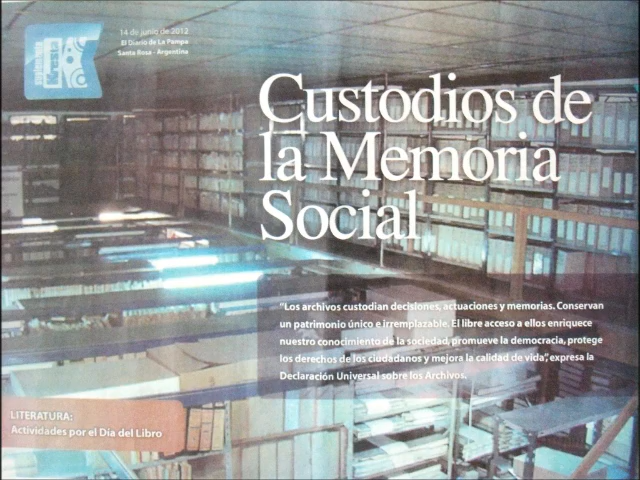 14 de junio de 2012
El Diario de La Pampa
Santa Rosa - Argentina
Custodios de
la Memoria
Social
"Los archivos custodian decisiones, actuaciones y memorias. Conservan
un patrimonio único e irremplazable. El libre acceso a ellos enriquece
nuestro conocimiento de la sociedad, promueve la democracia, protege
los derechos de los ciudadanos y mejora la calidad de vida", expresa la
Declaración Universal sobre los Archivos.
LITERATURA:
Actividades por el Día del Libro